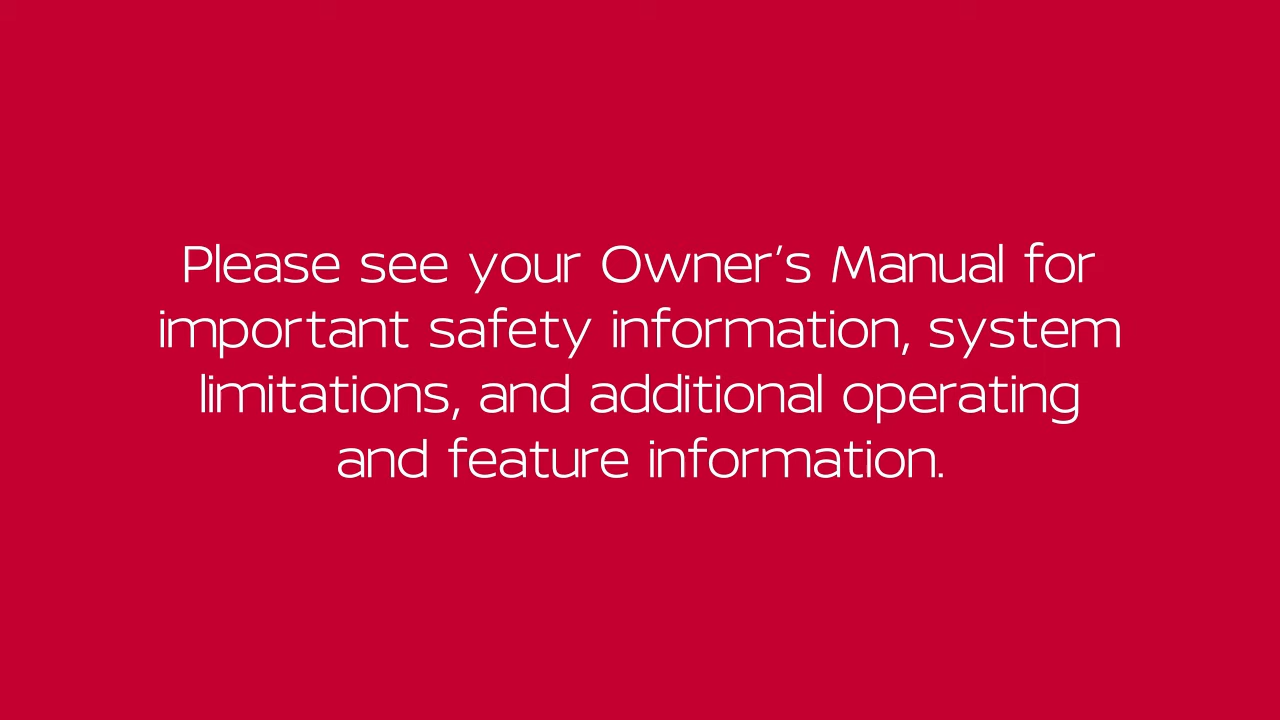 Please see your Owner’s Manual for
important safety information, system
limitations, and additional operating
and feature information.